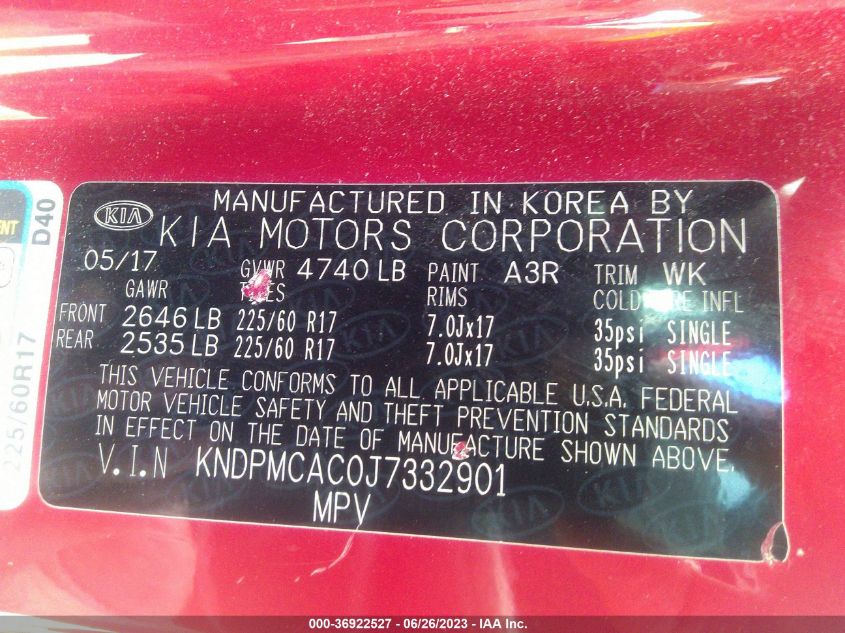 MANUFACTURED IN KOREA BY
KIA KIA MOTORS CORPORATION
05/17 GVWR 4740 LB PAINT A3R TRIM WK
GAWR RIMS COLD INFL
FRONT 2646 LB 225/60 R17 7.0Jx17 35psi SINGLE
REAR 2535 LB 225/60 R17 7.0Jx17 35psi SINGLE
THIS VEHICLE CONFORMS TO ALL APPLICABLE U.S.A. FEDERAL
MOTOR VEHICLE SAFETY AND THEFT PREVENTION STANDARDS
IN EFFECT ON THE DATE OF MANUFACTURE SHOWN ABOVE.
V.I.N KNDPMCAC0J7332901
MPV
D40
225/60R17
000-36922527 / 06/26/2023 - IAA Inc.